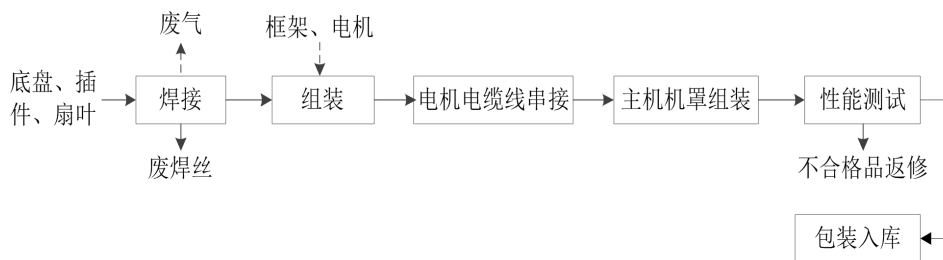 废气
框架、电机
底盘、插
件、扇叶
焊接
组装
电机电缆线串接
主机机罩组装
性能测试
废焊丝
不合格品返修
包装入库